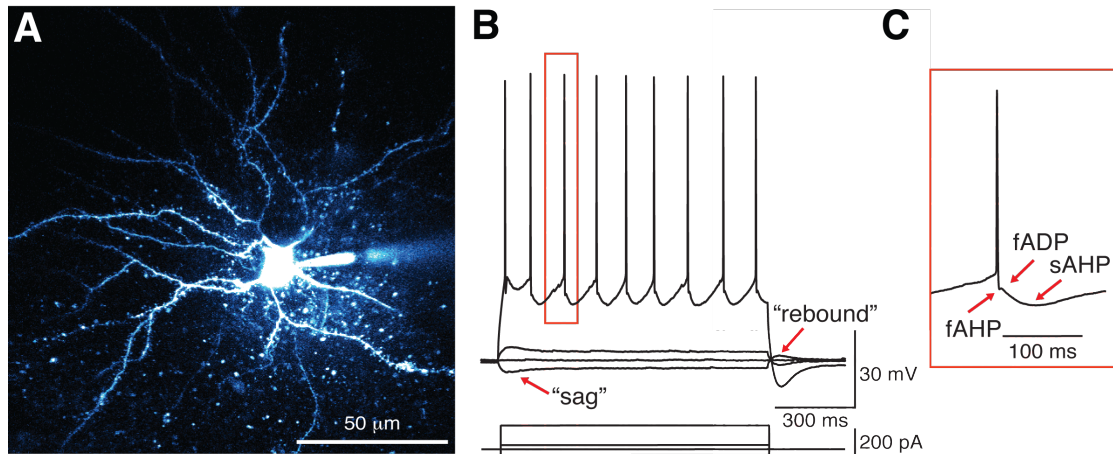 A
50 μm
B
"rebound"
"sag"
30 mV
300 ms
200 pA
C
fADP
sAHP
fAHP
100 ms